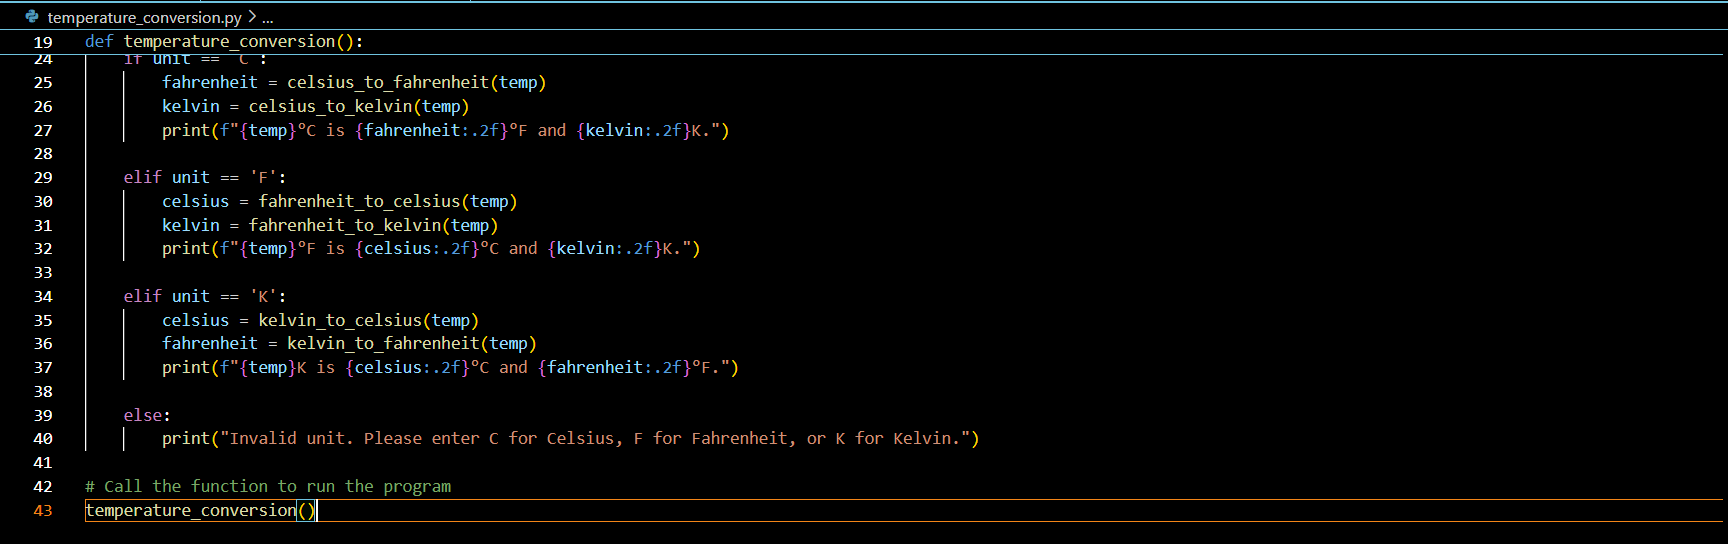 temperature_conversion.py > ...
19 def temperature_conversion():
24     if unit == 'C':
25         fahrenheit = celsius_to_fahrenheit(temp)
26         kelvin = celsius_to_kelvin(temp)
27         print(f"{temp}°C is {fahrenheit:.2f}°F and {kelvin:.2f}K.")
28
29     elif unit == 'F':
30         celsius = fahrenheit_to_celsius(temp)
31         kelvin = fahrenheit_to_kelvin(temp)
32         print(f"{temp}°F is {celsius:.2f}°C and {kelvin:.2f}K.")
33
34     elif unit == 'K':
35         celsius = kelvin_to_celsius(temp)
36         fahrenheit = kelvin_to_fahrenheit(temp)
37         print(f"{temp}K is {celsius:.2f}°C and {fahrenheit:.2f}°F.")
38
39     else:
40         print("Invalid unit. Please enter C for Celsius, F for Fahrenheit, or K for Kelvin.")
41
42 # Call the function to run the program
43 temperature_conversion()